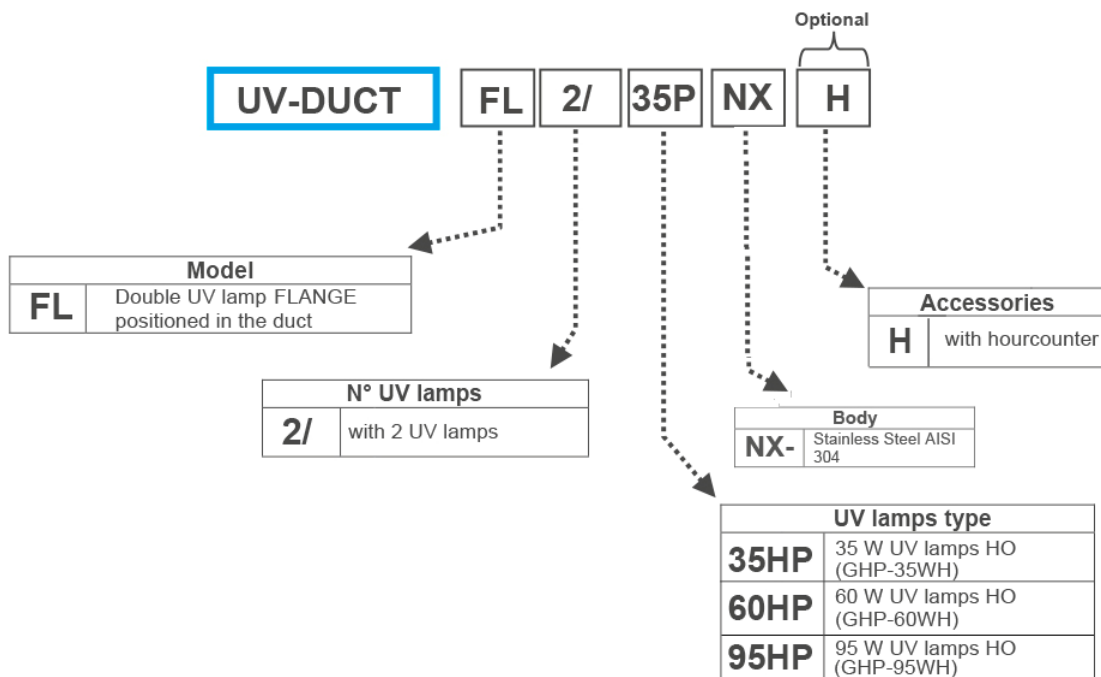 Optional
UV-DUCT FL 2/ 35P NX H
Model
FL Double UV lamp FLANGE
positioned in the duct
Accessories
H with hourcounter
N° UV lamps
2/ with 2 UV lamps
Body
NX- Stainless Steel AISI
304
UV lamps type
35HP 35 W UV lamps HO
(GHP-35WH)
60HP 60 W UV lamps HO
(GHP-60WH)
95HP 95 W UV lamps HO
(GHP-95WH)